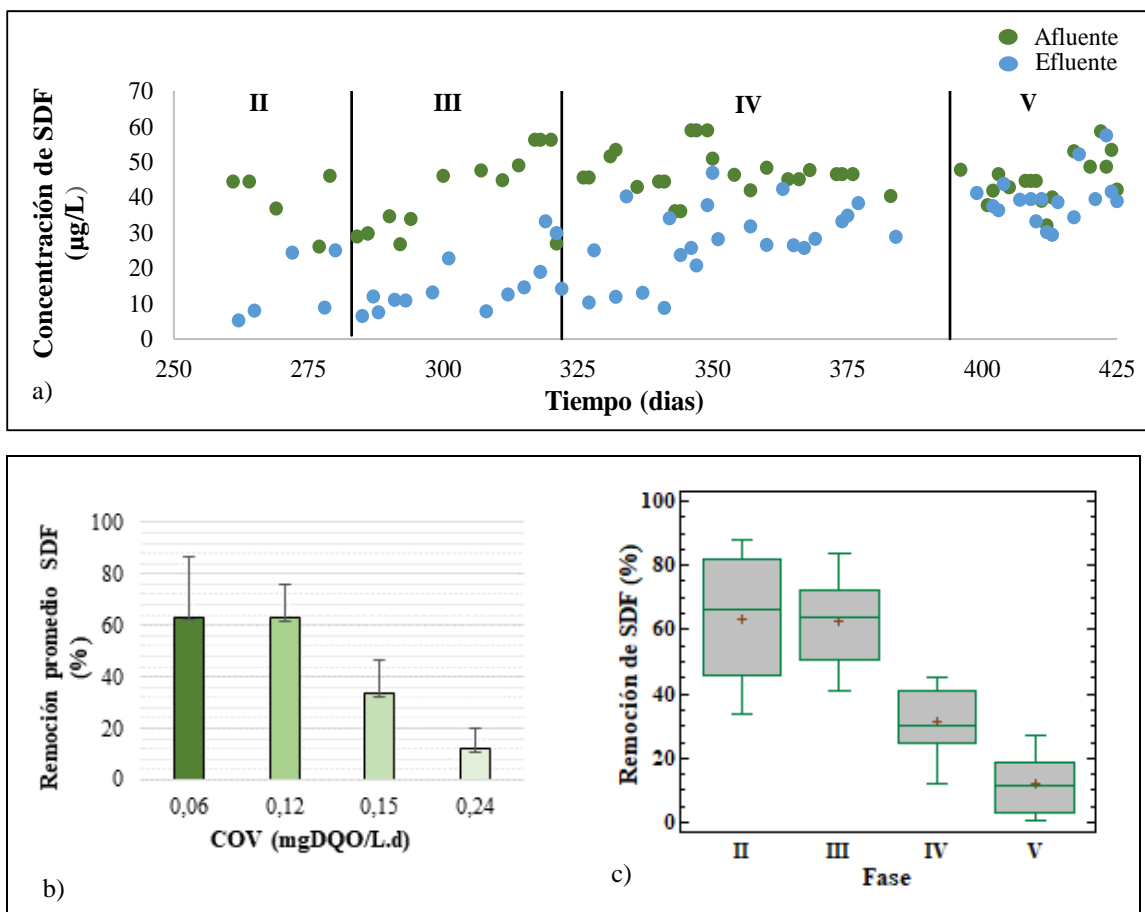 Afluente
Efluente
II III IV V
Concentración de SDF
(µg/L)
70
60
50
40
30
20
10
0
250 275 300 325 350 375 400 425
Tiempo (dias)
a)
Remoción promedio SDF
(%)
100
80
60
40
20
0
0,06 0,12 0,15 0,24
COV (mgDQO/L.d)
b)
Remoción de SDF (%)
100
80
60
40
20
0
II III IV V
Fase
c)